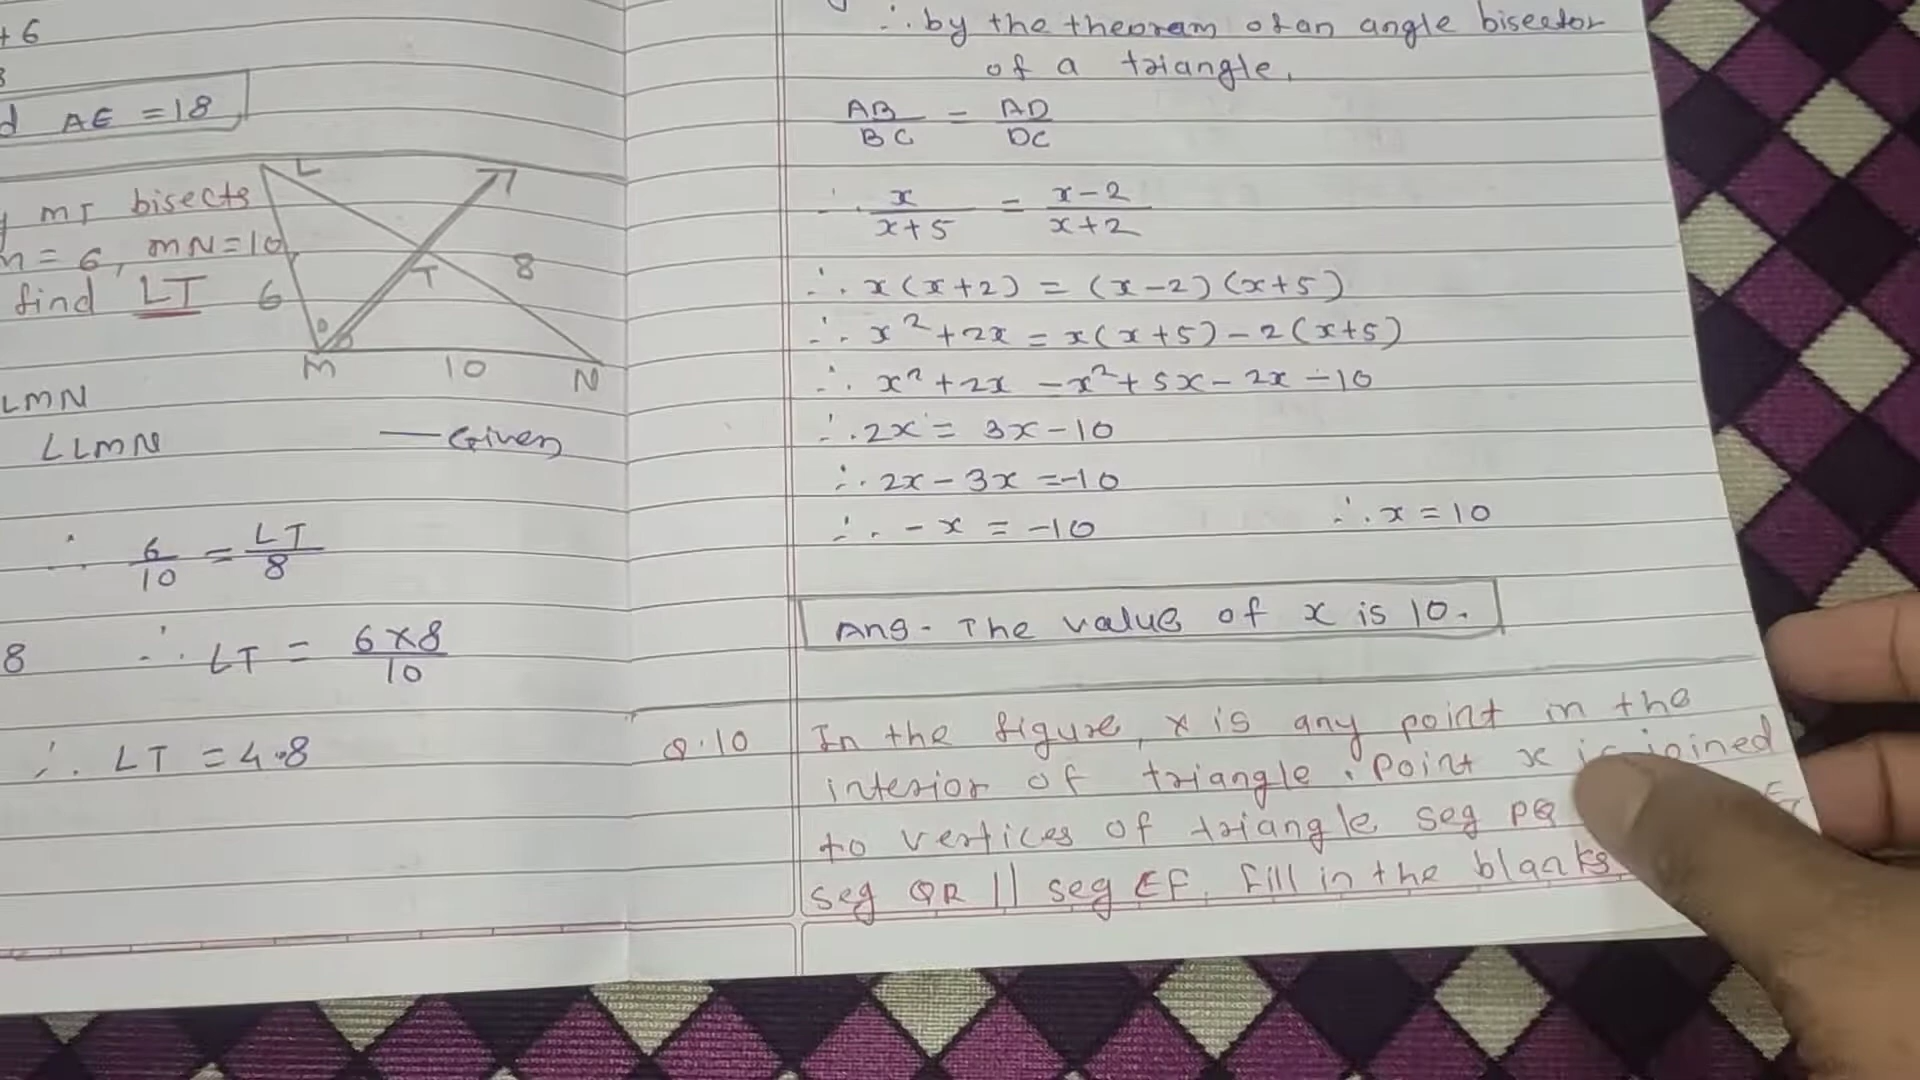 +6
d AE = 18
L
y MT bisects
= 6, MN = 10
find LT 6
T
8
M 10 N
LMN
∠LMN — Given
∴ 6/10 = LT/8
8 ∴ LT = 6×8/10
∴ LT = 4.8
∴ by the theoram of an angle bisector
of a triangle,
AB/BC = AD/DC
∴ x/x+5 = x-2/x+2
∴ x(x+2) = (x-2)(x+5)
∴ x² + 2x = x(x+5) - 2(x+5)
∴ x² + 2x - x² + 5x - 2x - 10
∴ 2x = 3x - 10
∴ 2x - 3x = -10
∴ -x = -10 ∴ x = 10
Ans - The value of x is 10.
Q.10 In the figure, x is any point in the
interior of triangle. Point x is joined
to vertices of triangle seg PQ
seg QR || seg EF. Fill in the blanks